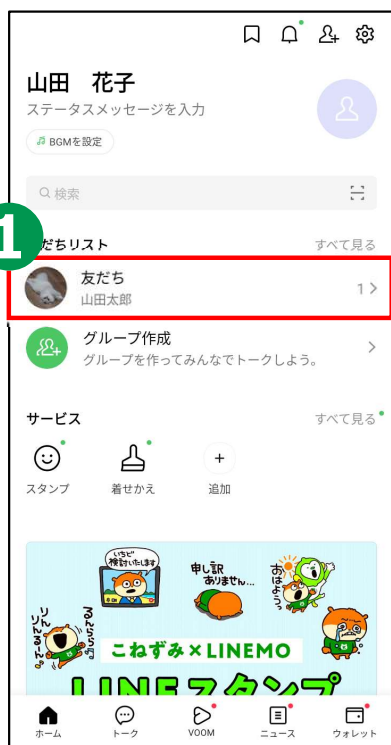 山田　花子
ステータスメッセージを入力
BGMを設定
検索
1
だちリスト
すべて見る
友だち
山田太郎
1
グループ作成
グループを作ってみんなでトークしよう。
サービス
すべて見る
スタンプ
着せかえ
追加
いちど
検討いたします
申し訳
ありません…
おはよう
りん
りんるーん
るんららら
こねずみ×LINEMO
LINEスタンプ
ホーム
トーク
VOOM
ニュース
ウォレット